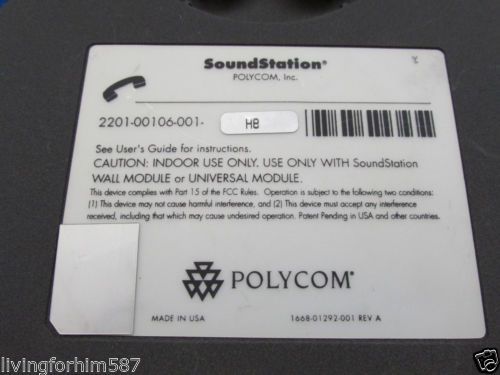 SoundStation®
POLYCOM, Inc.
2201-00106-001- H8
See User's Guide for instructions.
CAUTION: INDOOR USE ONLY. USE ONLY WITH SoundStation
WALL MODULE or UNIVERSAL MODULE.
This device complies with Part 15 of the FCC Rules. Operation is subject to the following two conditions:
(1) This device may not cause harmful interference, and (2) This device must accept any interference
received, including that which may cause undesired operation. Patent Pending in USA and other countries.
POLYCOM®
MADE IN USA 1668-01292-001 REV A
livingforhim587